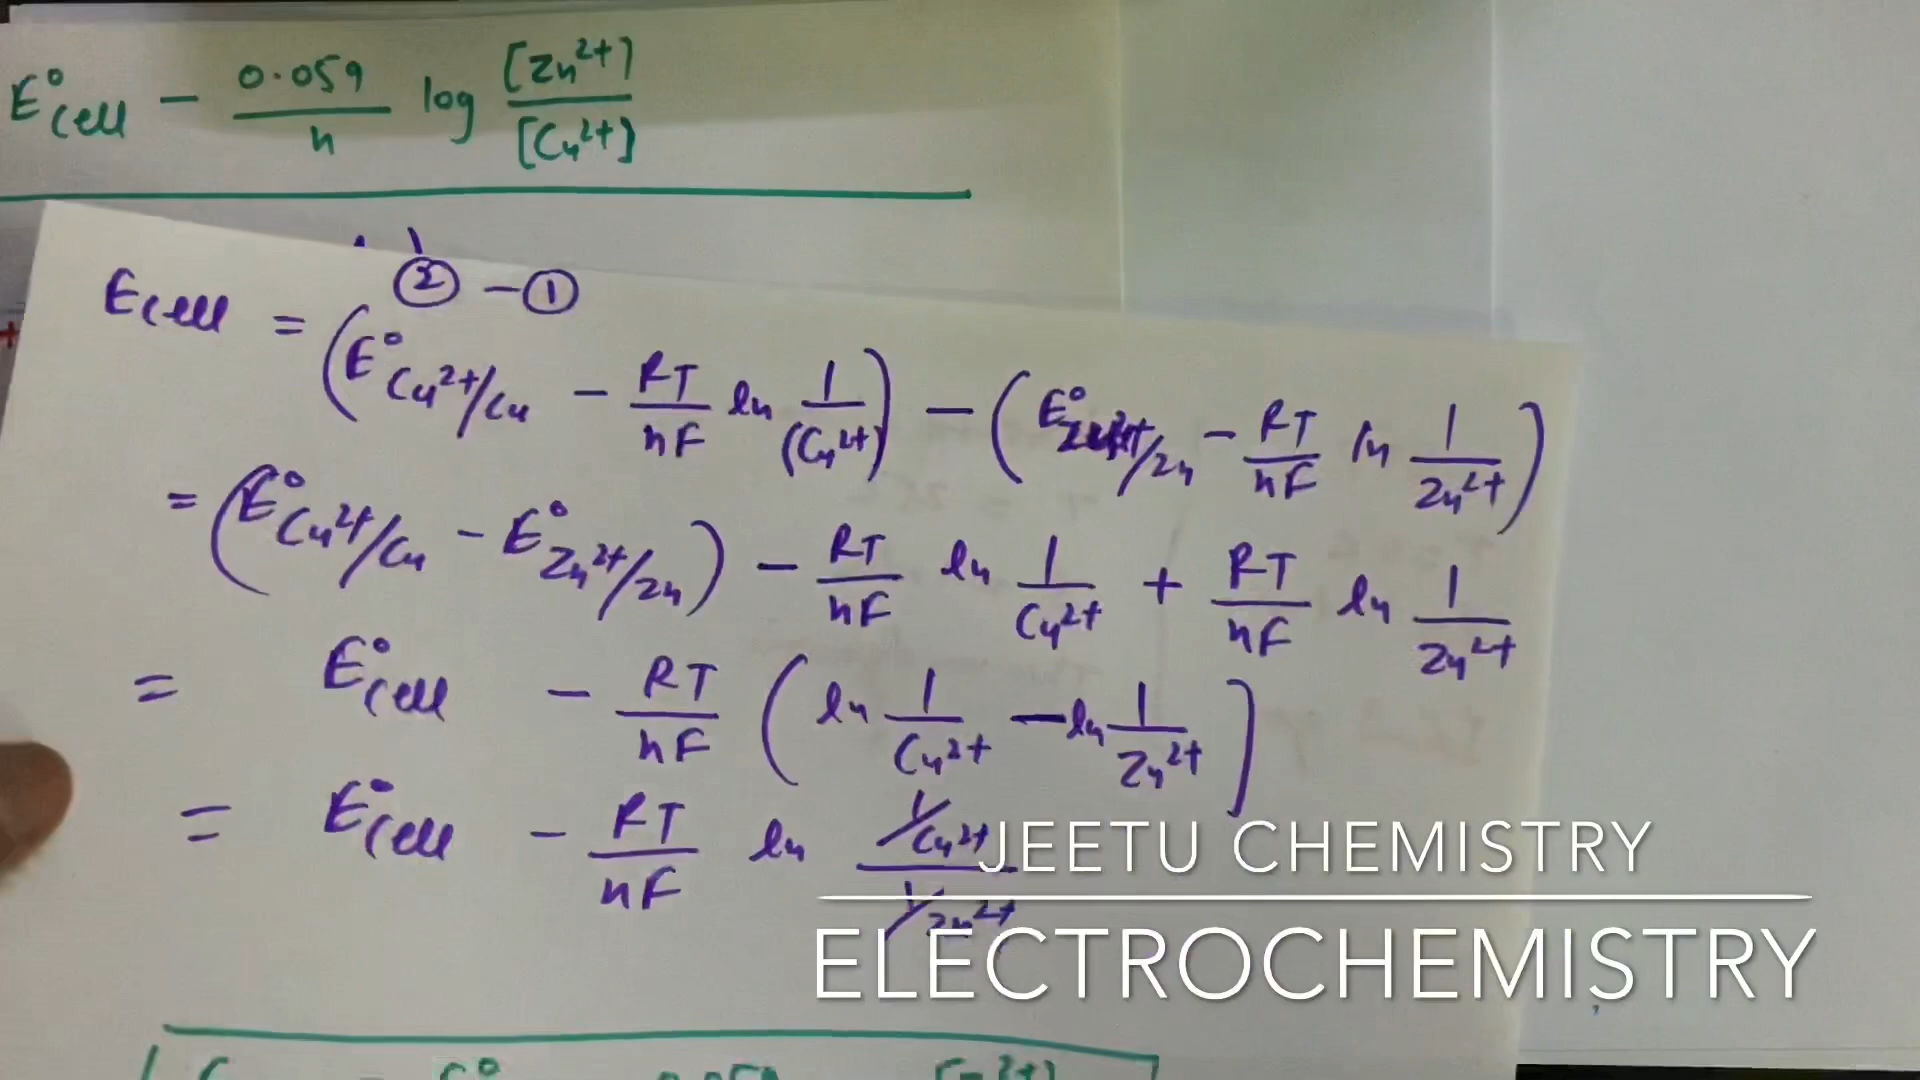 E°cell - 0.059/n log [Zn²⁺]/[Cu²⁺]
② - ①
Ecell = (E°Cu²⁺/Cu - RT/nF ln 1/(Cu²⁺)) - (E°Zn²⁺/Zn - RT/nF ln 1/Zn²⁺)
= (E°Cu²⁺/Cu - E°Zn²⁺/Zn) - RT/nF ln 1/Cu²⁺ + RT/nF ln 1/Zn²⁺
= E°cell - RT/nF (ln 1/Cu²⁺ - ln 1/Zn²⁺)
= E°cell - RT/nF ln (1/Cu²⁺)/(1/Zn²⁺)
JEETU CHEMISTRY
ELECTROCHEMISTRY